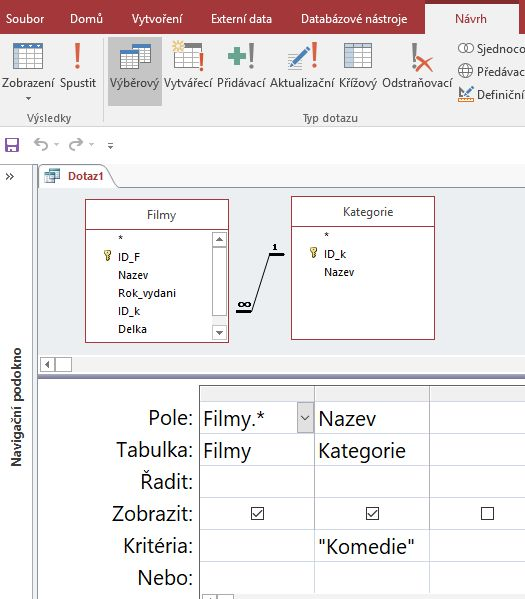 Soubor Domů Vytvoření Externí data Databázové nástroje Návrh
Zobrazení Spustit Výběrový Vytvářecí Přidávací Aktualizační Křížový Odstraňovací
Sjednoco
Předávac
Definiční
Výsledky Typ dotazu
Dotaz1
Navigační podokno
Filmy
*
ID_F
Nazev
Rok_vydani
ID_k
Delka
∞
1
Kategorie
*
ID_k
Nazev
Pole: Filmy.* Nazev
Tabulka: Filmy Kategorie
Řadit:
Zobrazit:
Kritéria: "Komedie"
Nebo: